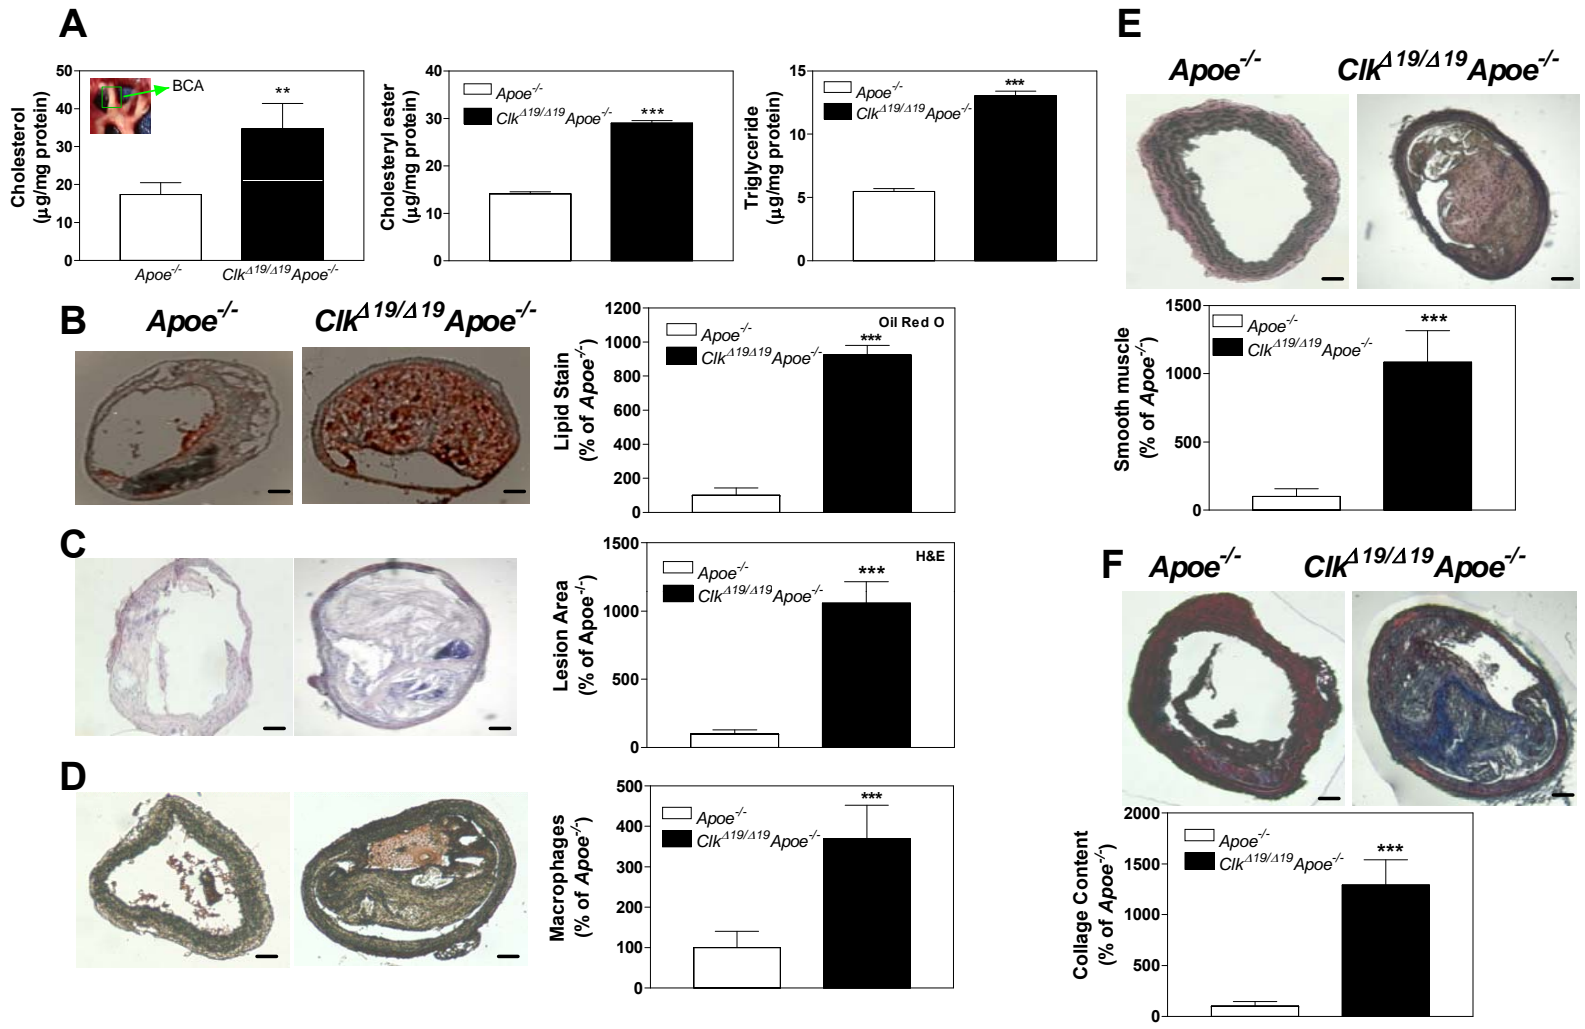 A
Cholesterol
(µg/mg protein)
50
40
30
20
10
0
BCA
**
Apoe-/-
ClkΔ19/Δ19Apoe-/-
Cholesteryl ester
(µg/mg protein)
40
30
20
10
0
Apoe-/-
ClkΔ19/Δ19Apoe-/-
***
Triglyceride
(µg/mg protein)
15
10
5
0
Apoe-/-
ClkΔ19/Δ19Apoe-/-
***
B
Apoe-/-
ClkΔ19/Δ19Apoe-/-
Lipid Stain
(% of Apoe-/-)
1200
1000
800
600
400
200
0
Oil Red O
Apoe-/-
ClkΔ19Δ19Apoe-/-
***
C
Lesion Area
(% of Apoe-/-)
1500
1000
500
0
H&E
Apoe-/-
ClkΔ19/Δ19Apoe-/-
***
D
Macrophages
(% of Apoe-/-)
500
400
300
200
100
0
Apoe-/-
ClkΔ19/Δ19Apoe-/-
***
E
Apoe-/-
ClkΔ19/Δ19Apoe-/-
Smooth muscle
(% of Apoe-/-)
1500
1000
500
0
Apoe-/-
ClkΔ19/Δ19Apoe-/-
***
F
Apoe-/-
ClkΔ19/Δ19Apoe-/-
Collage Content
(% of Apoe-/-)
2000
1500
1000
500
0
Apoe-/-
ClkΔ19/Δ19Apoe-/-
***